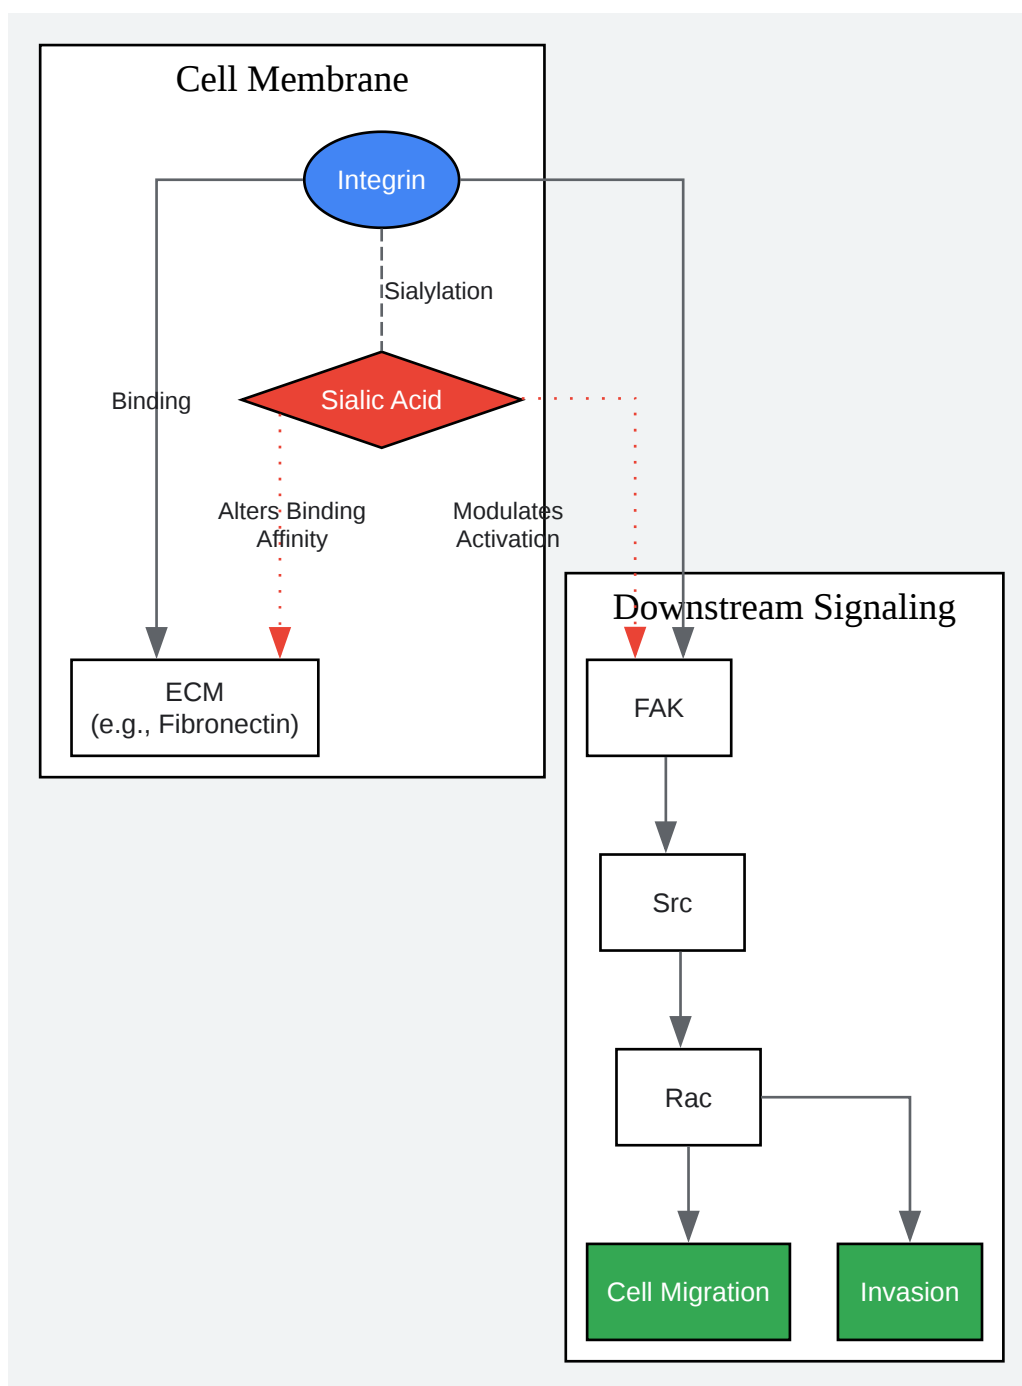 Cell Membrane
Integrin
Sialylation
Binding
Sialic Acid
Alters Binding
Affinity
Modulates
Activation
Downstream Signaling
ECM
(e.g., Fibronectin)
FAK
Src
Rac
Cell Migration
Invasion